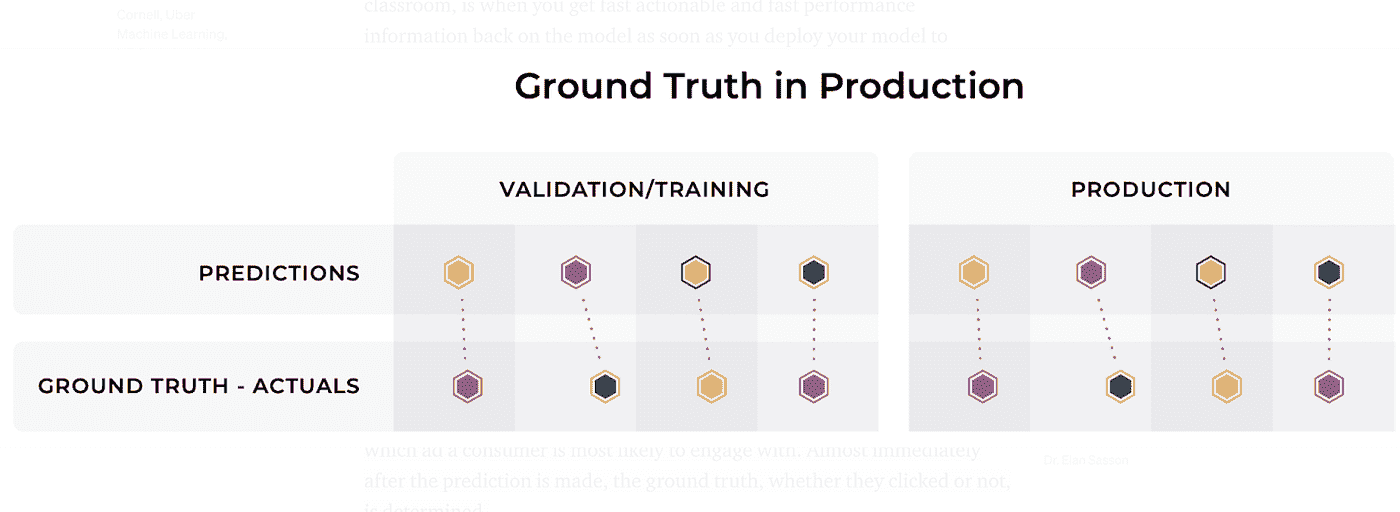 Cornell, Uber
Machine Learning,
classroom, is when you get fast actionable and fast performance
information back on the model as soon as you deploy your model to
Ground Truth in Production
VALIDATION/TRAINING
PRODUCTION
PREDICTIONS
GROUND TRUTH - ACTUALS
which ad a consumer is most likely to engage with. Almost immediately
Dr. Elan Sasson
after the prediction is made, the ground truth, whether they clicked or not,
is determined